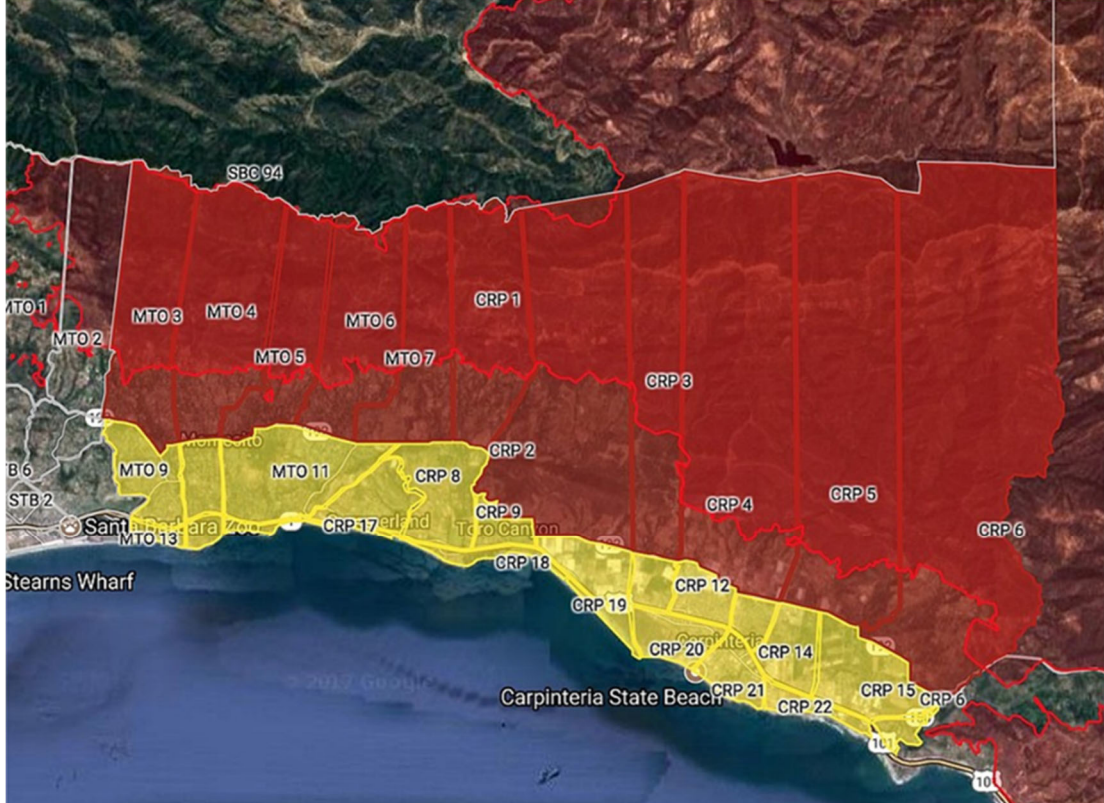 SBC 94
CRP 1
MTO 1
MTO 3
MTO 4
MTO 6
MTO 2
MTO 5
MTO 7
CRP 3
Montecito
CRP 2
MTO 9
MTO 11
CRP 8
TB 6
STB 2
CRP 5
CRP 4
CRP 9
CRP 6
Santa Barbara Zoo
CRP 17
Toro Canyon
MTO 13
CRP 18
Stearns Wharf
CRP 12
CRP 19
Carpinteria
CRP 20
CRP 14
© 2017 Google
Carpinteria State Beach
CRP 21
CRP 15
CRP 6
CRP 22
101
10